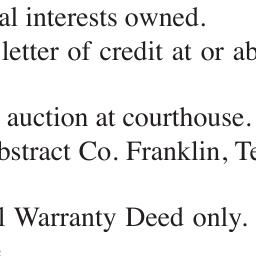 al interests owned.
letter of credit at or ab
auction at courthouse.
bstract Co. Franklin, Te
l Warranty Deed only.